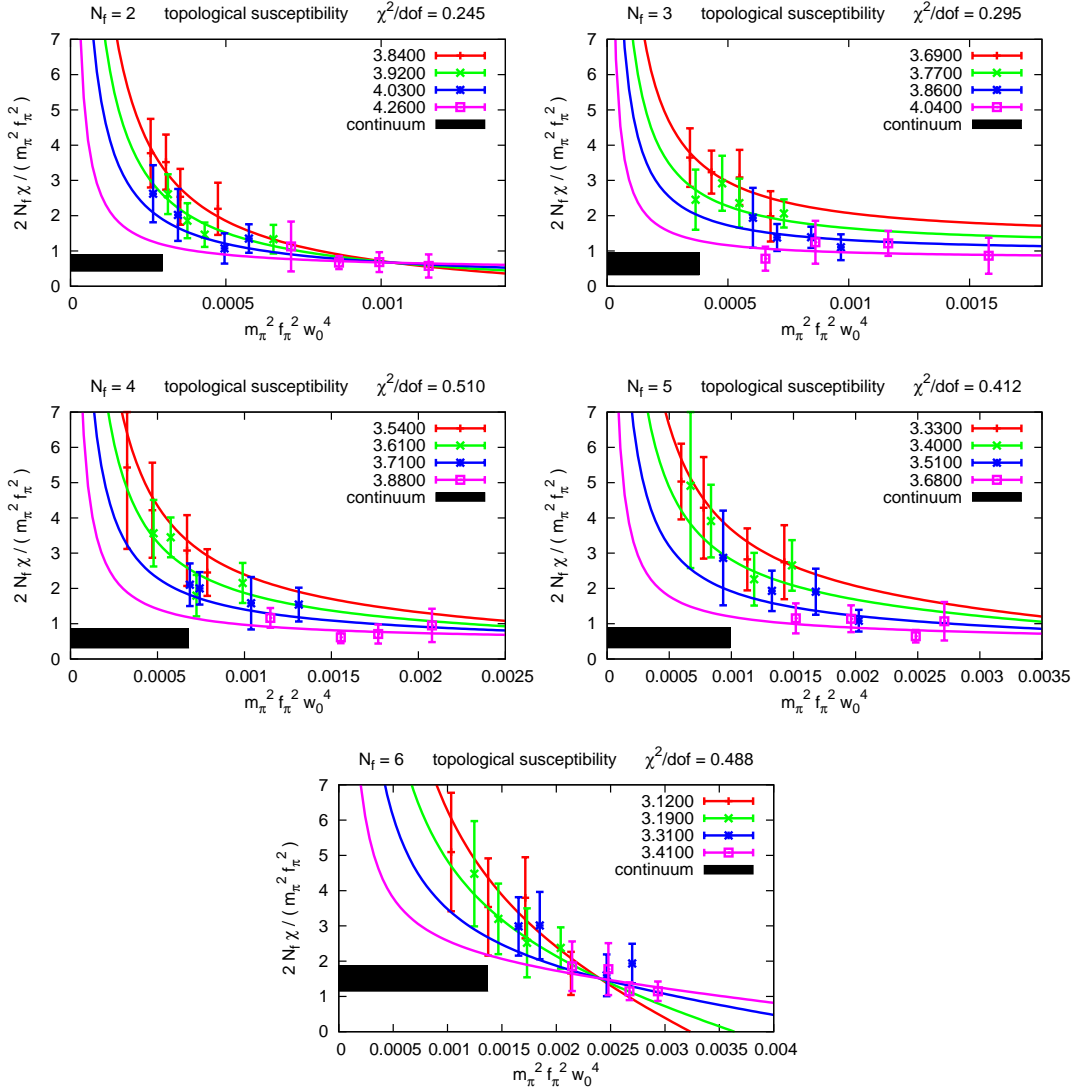 N_f = 2 topological susceptibility χ²/dof = 0.245
3.8400
3.9200
4.0300
4.2600
continuum
7
6
5
4
3
2
1
0
2 N_f χ / ( m_π² f_π² )
0 0.0005 0.001
m_π² f_π² w_0⁴
N_f = 3 topological susceptibility χ²/dof = 0.295
3.6900
3.7700
3.8600
4.0400
continuum
7
6
5
4
3
2
1
0
2 N_f χ / ( m_π² f_π² )
0 0.0005 0.001 0.0015
m_π² f_π² w_0⁴
N_f = 4 topological susceptibility χ²/dof = 0.510
3.5400
3.6100
3.7100
3.8800
continuum
7
6
5
4
3
2
1
0
2 N_f χ / ( m_π² f_π² )
0 0.0005 0.001 0.0015 0.002 0.0025
m_π² f_π² w_0⁴
N_f = 5 topological susceptibility χ²/dof = 0.412
3.3300
3.4000
3.5100
3.6800
continuum
7
6
5
4
3
2
1
0
2 N_f χ / ( m_π² f_π² )
0 0.0005 0.001 0.0015 0.002 0.0025 0.003 0.0035
m_π² f_π² w_0⁴
N_f = 6 topological susceptibility χ²/dof = 0.488
3.1200
3.1900
3.3100
3.4100
continuum
7
6
5
4
3
2
1
0
2 N_f χ / ( m_π² f_π² )
0 0.0005 0.001 0.0015 0.002 0.0025 0.003 0.0035 0.004
m_π² f_π² w_0⁴